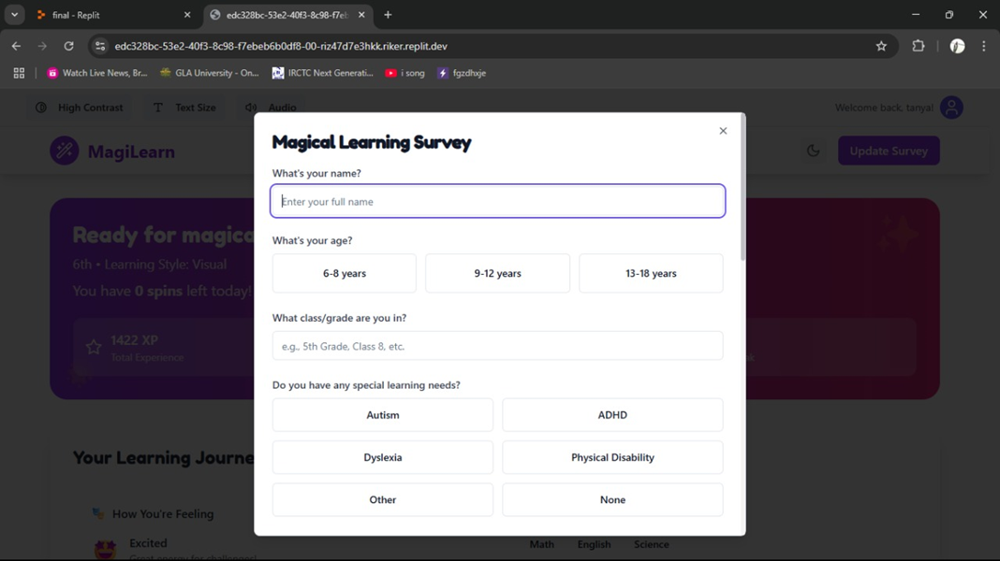 final - Replit
edc328bc-53e2-40f3-8c98-f7eb
edc328bc-53e2-40f3-8c98-f7ebeb6b0df8-00-riz47d7e3hkk.riker.replit.dev
Watch Live News, Br... GLA University - On... IRCTC Next Generati... i song fgzdhxje
High Contrast Text Size Audio Welcome back, tanya!
MagiLearn Update Survey
Magical Learning Survey
What's your name?
Enter your full name
Ready for magica
What's your age?
6th • Learning Style: Visual
6-8 years 9-12 years 13-18 years
You have 0 spins left today!
What class/grade are you in?
1422 XP
e.g., 5th Grade, Class 8, etc.
Total Experience
Do you have any special learning needs?
Autism ADHD
Your Learning Journe
Dyslexia Physical Disability
Other None
How You're Feeling
Excited
Math English Science
Great energy for challenges!